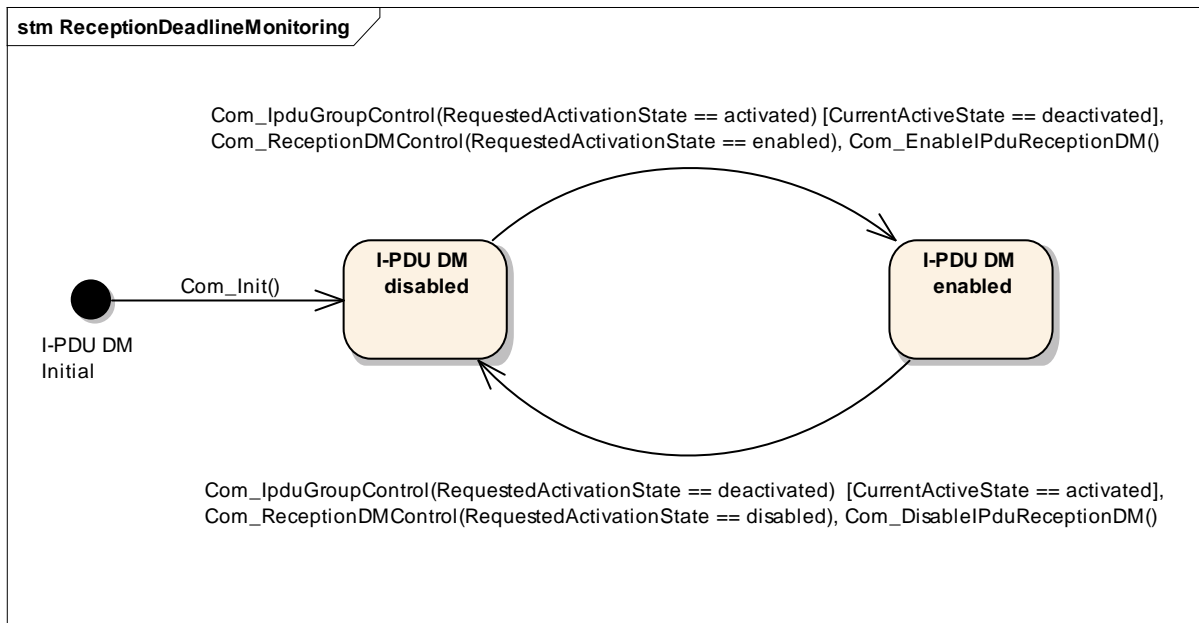 stm ReceptionDeadlineMonitoring
Com_IpduGroupControl(RequestedActivationState == activated) [CurrentActiveState == deactivated],
Com_ReceptionDMControl(RequestedActivationState == enabled), Com_EnableIPduReceptionDM()
I-PDU DM
disabled
I-PDU DM
enabled
Com_Init()
I-PDU DM
Initial
Com_IpduGroupControl(RequestedActivationState == deactivated)  [CurrentActiveState == activated],
Com_ReceptionDMControl(RequestedActivationState == disabled), Com_DisableIPduReceptionDM()